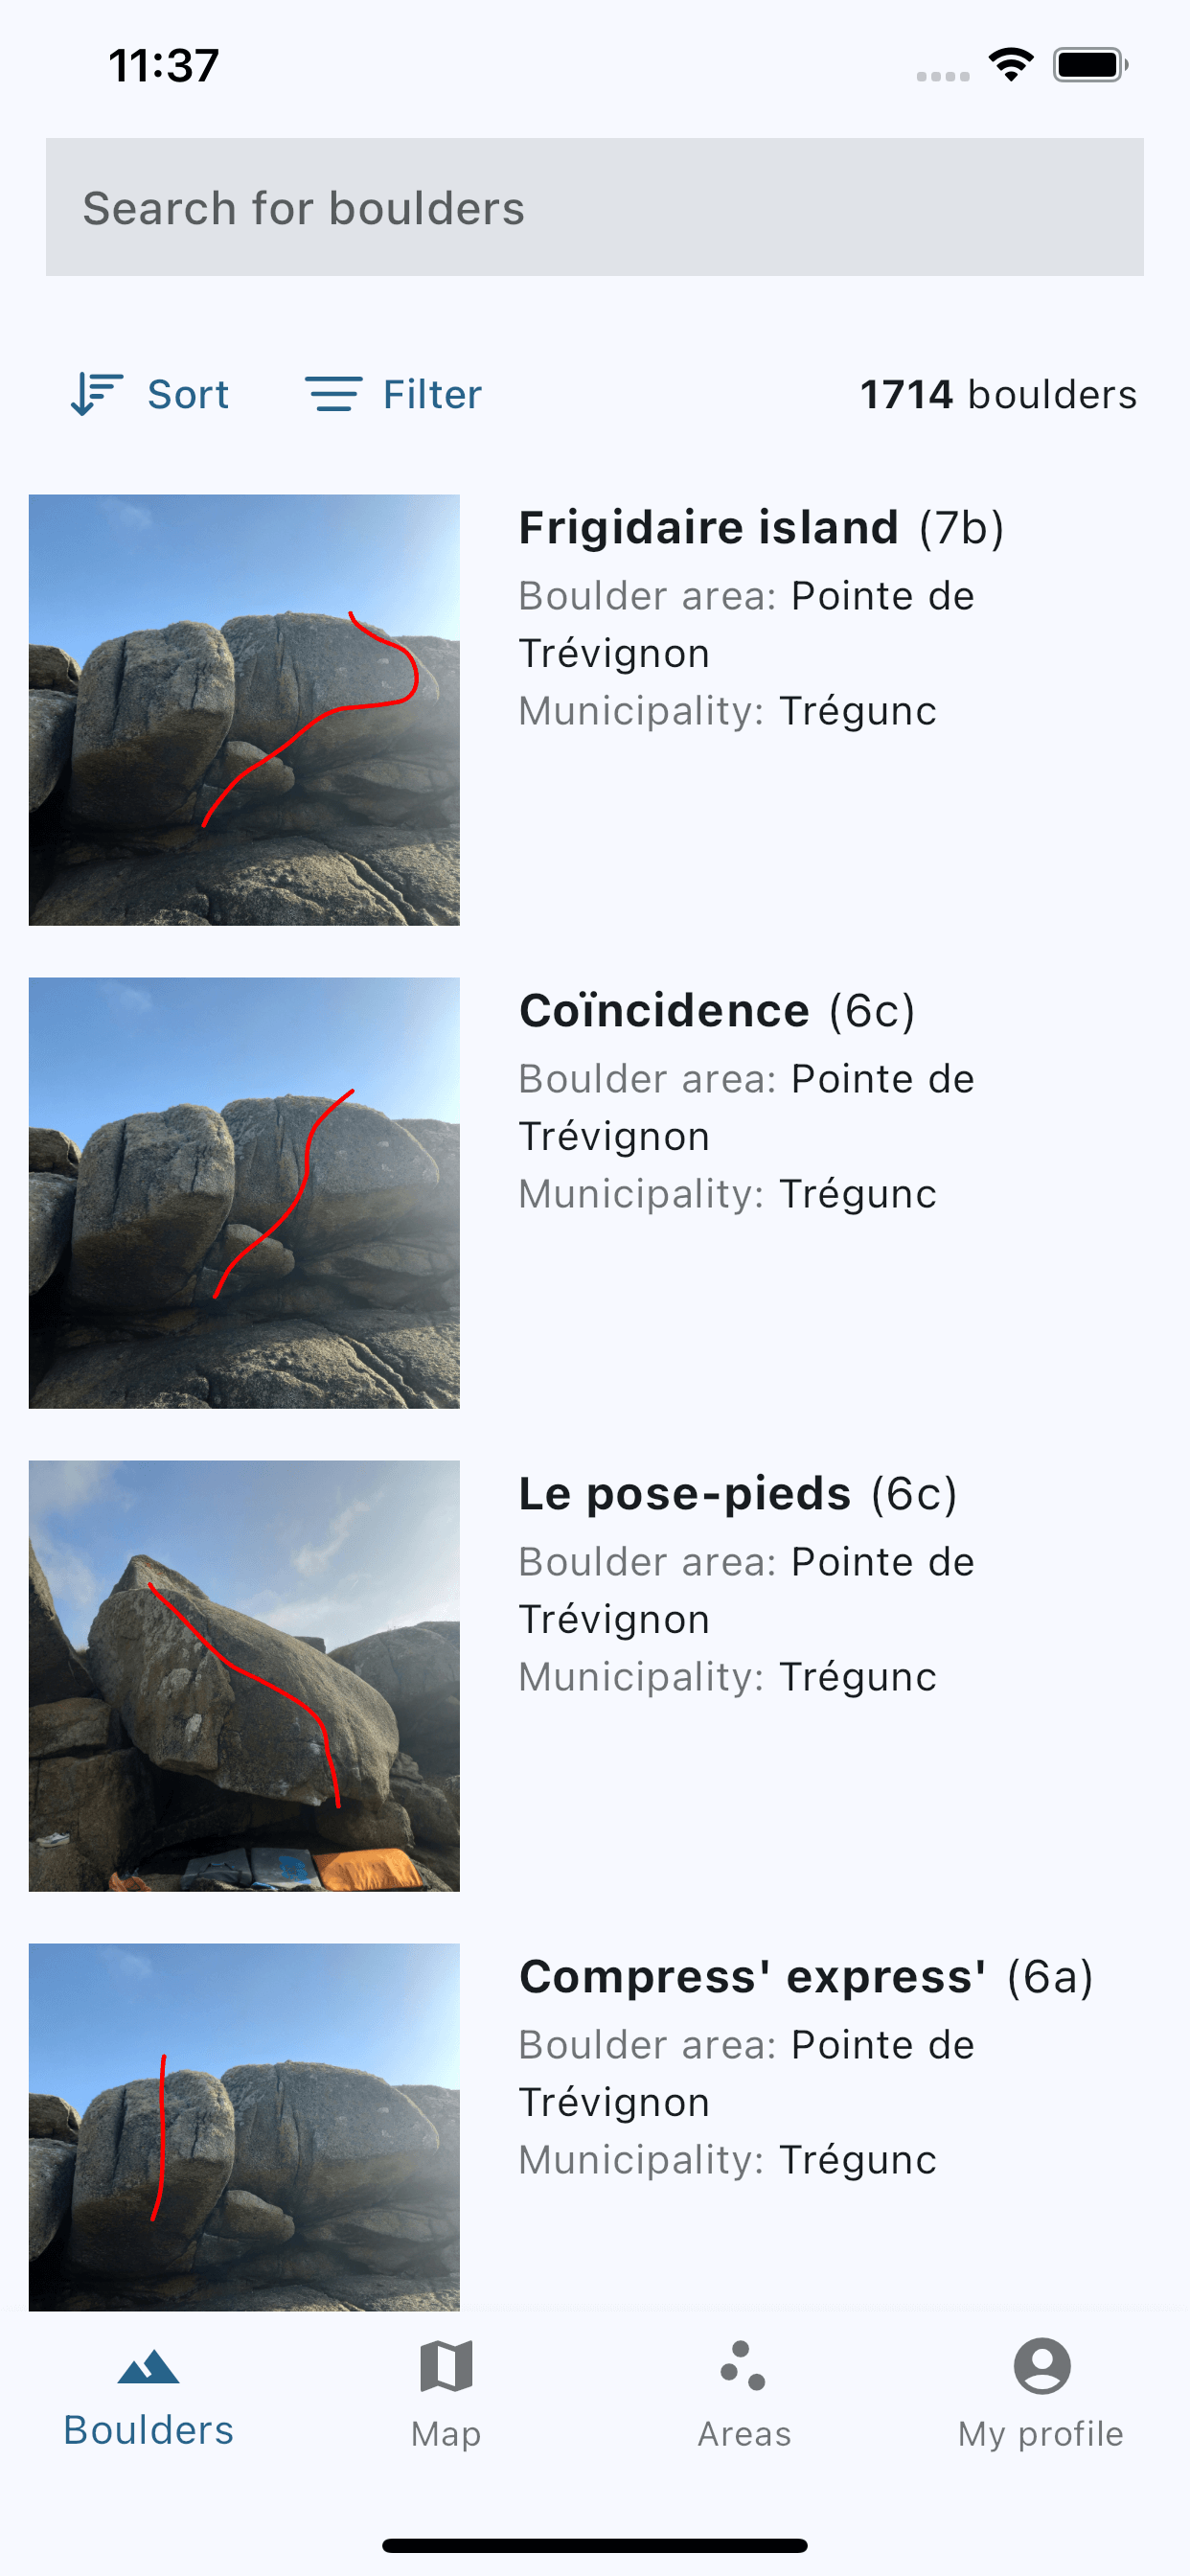 11:37
Search for boulders
Sort Filter 1714 boulders
Frigidaire island (7b)
Boulder area: Pointe de
Trévignon
Municipality: Trégunc
Coïncidence (6c)
Boulder area: Pointe de
Trévignon
Municipality: Trégunc
Le pose-pieds (6c)
Boulder area: Pointe de
Trévignon
Municipality: Trégunc
Compress' express' (6a)
Boulder area: Pointe de
Trévignon
Municipality: Trégunc
Boulders Map Areas My profile